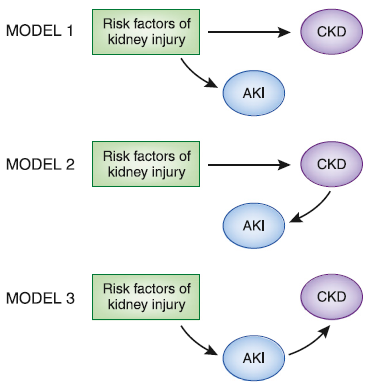 MODEL 1
Risk factors of
kidney injury
CKD
AKI
MODEL 2
Risk factors of
kidney injury
CKD
AKI
MODEL 3
Risk factors of
kidney injury
CKD
AKI